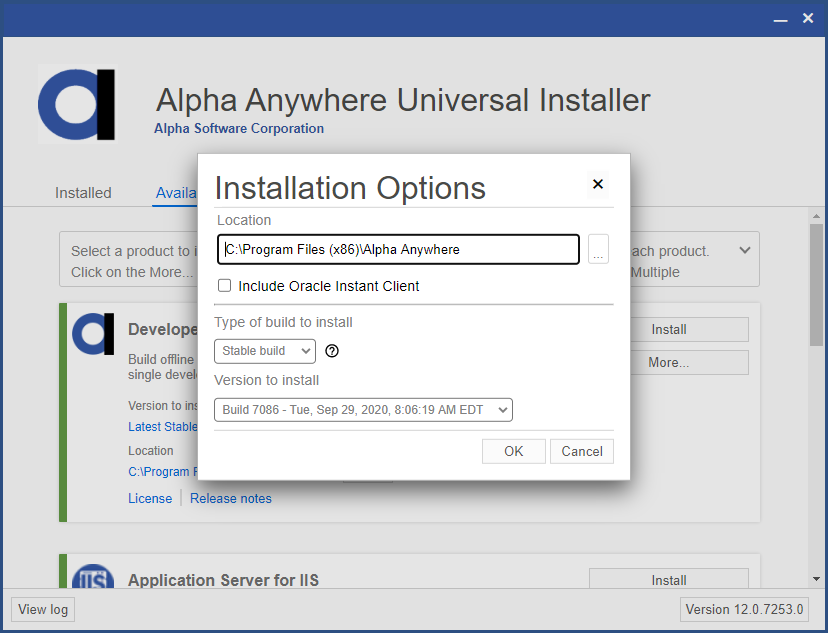 Alpha Anywhere Universal Installer
Alpha Software Corporation
Installed
Availa
Installation Options
Location
C:\Program Files (x86)\Alpha Anywhere
...
Include Oracle Instant Client
Type of build to install
Stable build
Version to install
Build 7086 - Tue, Sep 29, 2020, 8:06:19 AM EDT
OK
Cancel
Select a product to i
ach product.
Click on the More...
Multiple
Develope
Build offline
single devel
Version to ins
Latest Stable
Location
C:\Program F
License
Release notes
Install
More...
IIS
Application Server for IIS
Install
View log
Version 12.0.7253.0